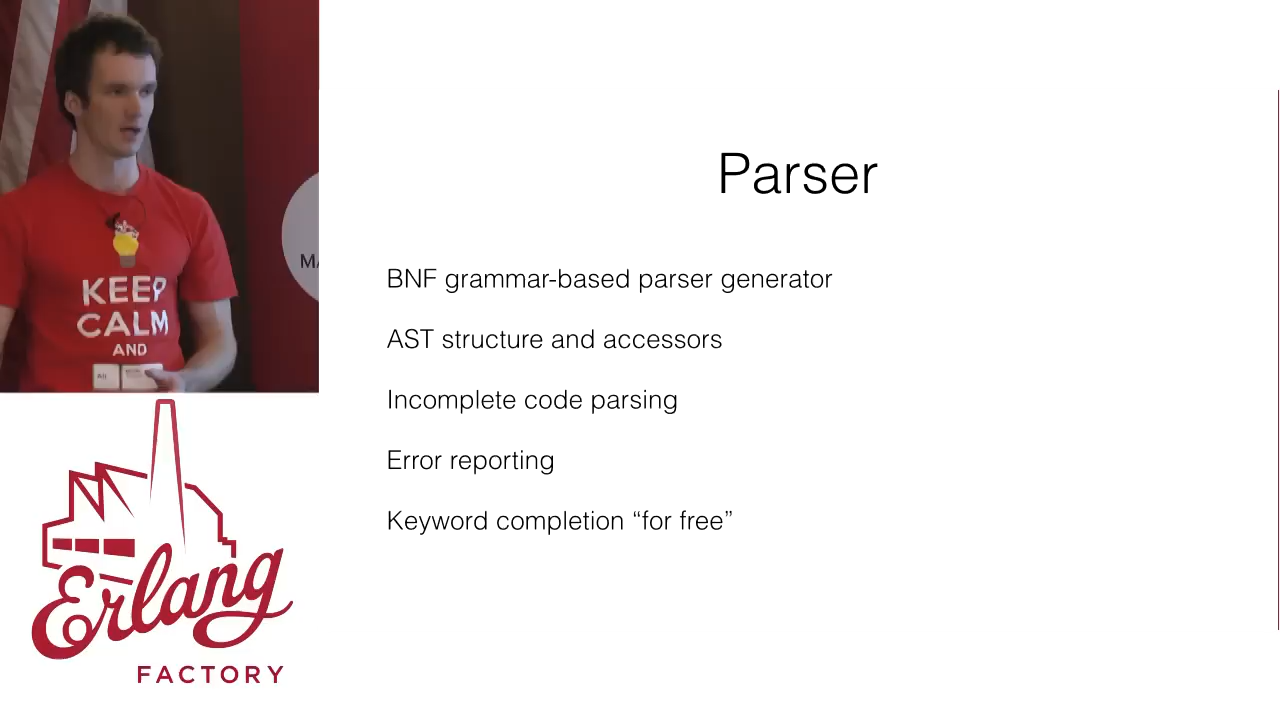 Parser
BNF grammar-based parser generator
AST structure and accessors
Incomplete code parsing
Error reporting
Keyword completion “for free”
KEEP
CALM
AND
MA
Erlang
FACTORY